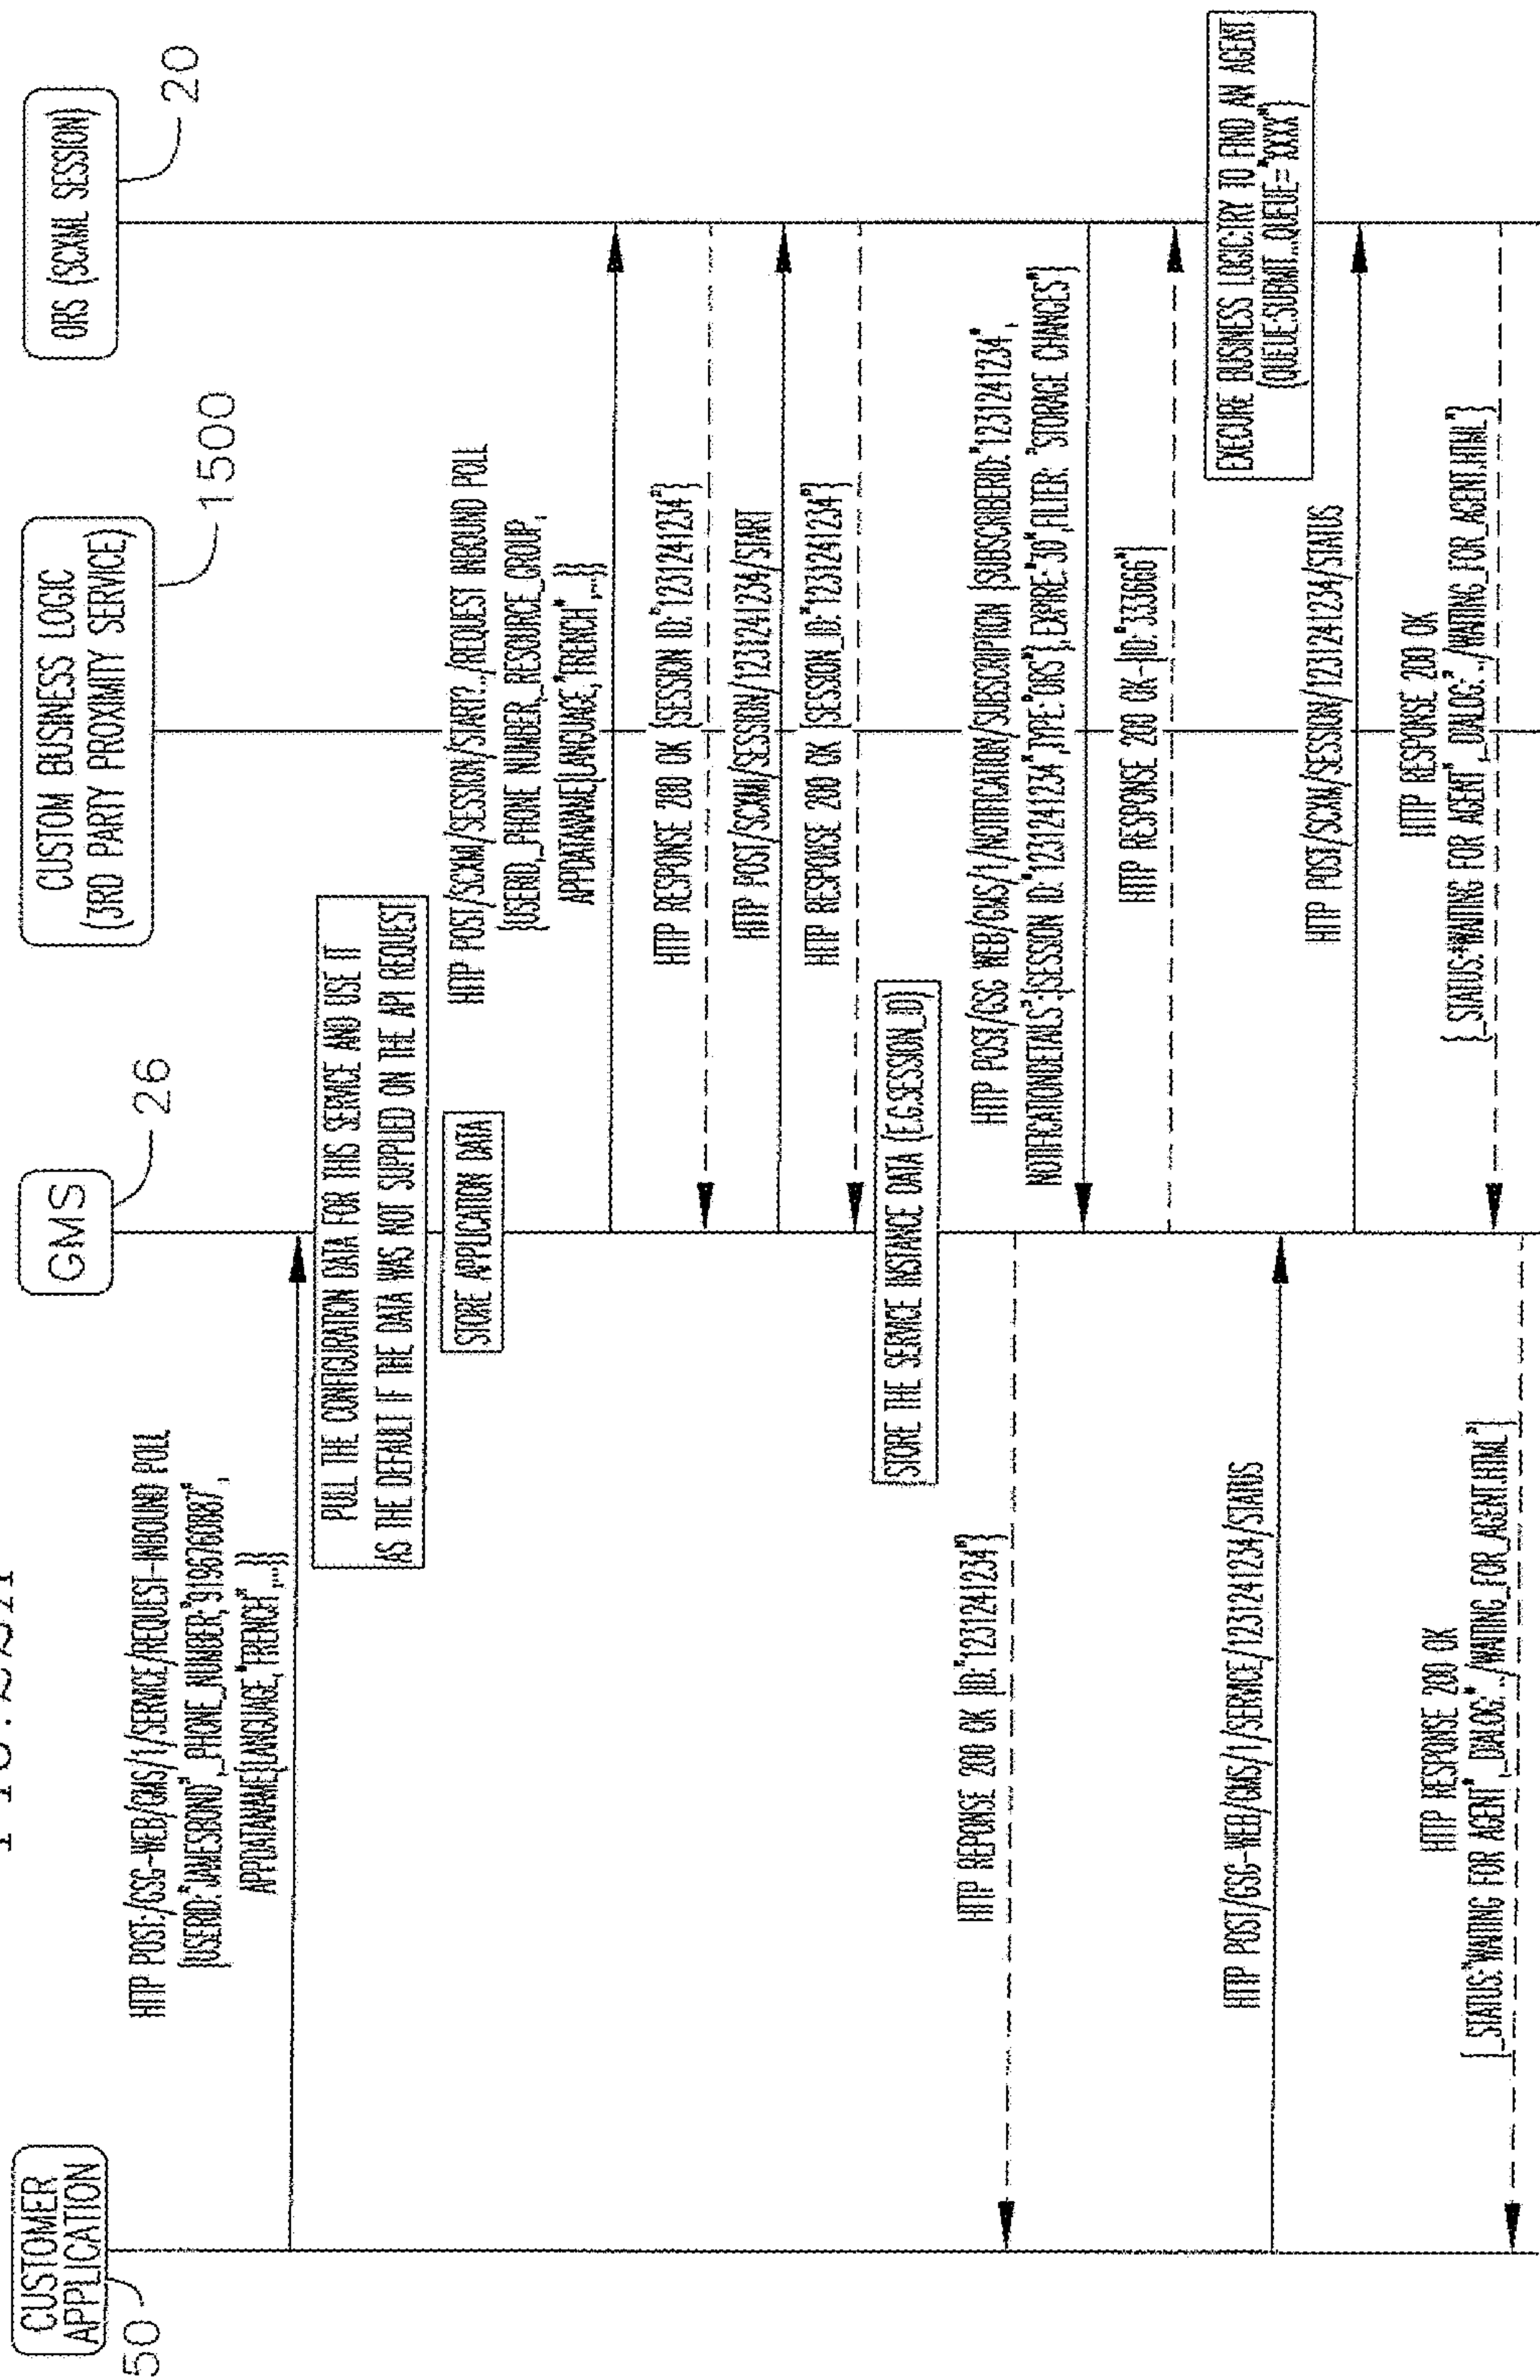 CUSTOMER
APPLICATION
50
GMS
26
CUSTOM BUSINESS LOGIC
(3RD PARTY PROXIMITY SERVICE)
1500
ORS (SCXML SESSION)
20
HTTP POST:/GSG-WEB/GMS/1/SERVICE/REQUEST-INBOUND POLL
{USERID:"JAMESBOND",_PHONE_NUMBER;"9196760887",
APPDATANAME{LANGUAGE,"FRENCH",...}}
PULL THE CONFIGURATION DATA FOR THIS SERVICE AND USE IT
AS THE DEFAULT IF THE DATA WAS NOT SUPPLIED ON THE API REQUEST
STORE APPLICATION DATA
HTTP POST/SCXMI/SESSION/START?../REQUEST INBOUND POLL
{USERID,_PHONE NUMBER,_RESOURCE_GROUP,
APPDATANAME{LANGUAGE,"FRENCH",...}}
HTTP RESPONSE 200 OK {SESSION ID:"1231241234"}
HTTP POST/SCXMI/SESSION/1231241234/START
HTTP RESPONSE 200 OK {SESSION_ID:"1231241234"}
STORE THE SERVICE INSTANCE DATA (E.G.SESSION_ID)
HTTP REPONSE 200 OK {ID:"1231241234"}
HTTP POST/GSG WEB/GMS/1/NOTIFICATION/SUBSCRIPTION {SUBSCRIBERID:"1231241234",
NOTIFICATIONDETAILS":{SESSION ID:"1231241234",TYPE:"ORS"},EXPIRE:"30",FILTER: "STORAGE CHANGES"}
HTTP RESPONSE 200 OK-{ID:"333666"}
EXECURE BUSINESS LOGIC:TRY TO FIND AN AGENT
{QUEUE:SUBMIT...QUEUE="XXXX"}
HTTP POST/GSG-WEB/GMS/1/SERVICE/1231241234/STATUS
HTTP POST/SCXM/SESSION/1231241234/STATUS
HTTP RESPONSE 200 OK
{_STATUS:"WAITING FOR AGENT",_DIALOG:"../WAITING_FOR_AGENT.HTML"}
HTTP RESPONSE 200 OK
{_STATUS:"WAITING FOR AGENT",_DIALOG:"../WAITING_FOR_AGENT.HTML"}